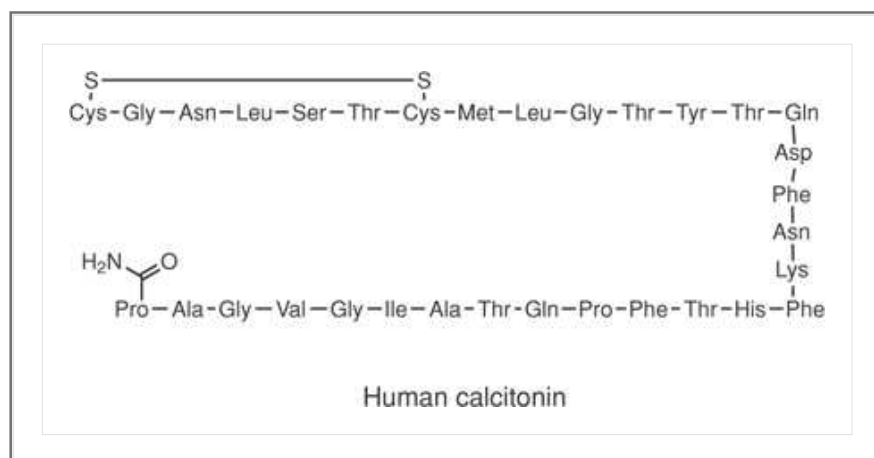 S S
Cys-Gly-Asn-Leu-Ser-Thr-Cys-Met-Leu-Gly-Thr-Tyr-Thr-Gln
Asp
Phe
Asn
Lys
H₂N O
Pro-Ala-Gly-Val-Gly-Ile-Ala-Thr-Gln-Pro-Phe-Thr-His-Phe
Human calcitonin